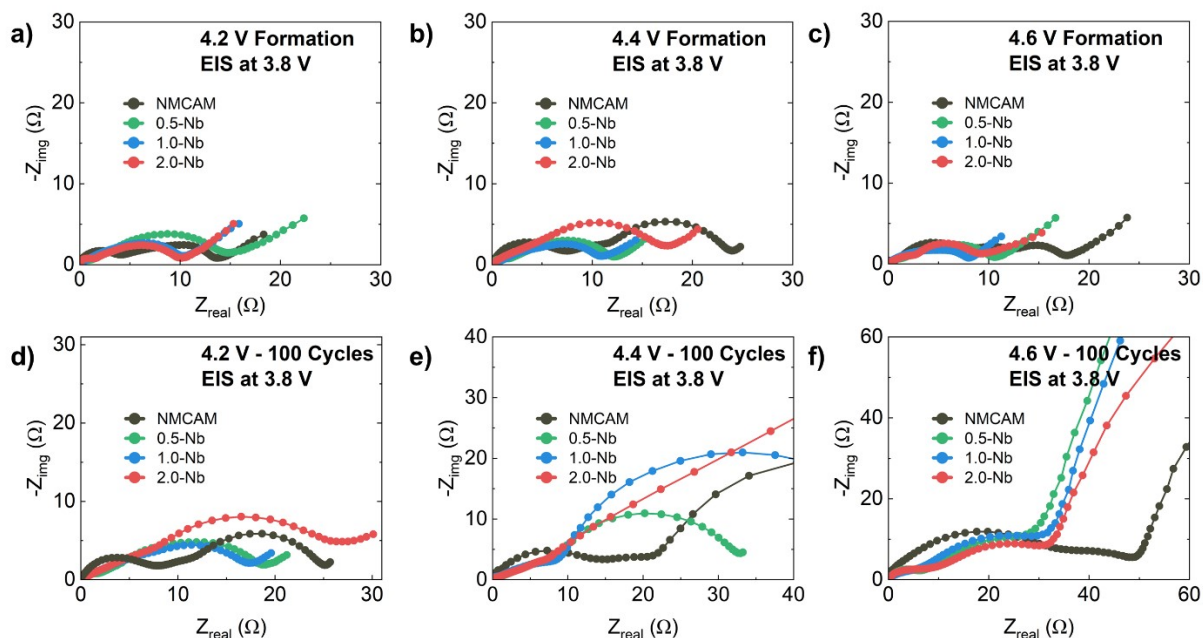 a)
4.2 V Formation
EIS at 3.8 V
NMCAM
0.5-Nb
1.0-Nb
2.0-Nb
-Z_img (Ω)
30
20
10
0
0 10 20 30
Z_real (Ω)
b)
4.4 V Formation
EIS at 3.8 V
NMCAM
0.5-Nb
1.0-Nb
2.0-Nb
-Z_img (Ω)
30
20
10
0
0 10 20 30
Z_real (Ω)
c)
4.6 V Formation
EIS at 3.8 V
NMCAM
0.5-Nb
1.0-Nb
2.0-Nb
-Z_img (Ω)
30
20
10
0
0 10 20 30
Z_real (Ω)
d)
4.2 V - 100 Cycles
EIS at 3.8 V
NMCAM
0.5-Nb
1.0-Nb
2.0-Nb
-Z_img (Ω)
30
20
10
0
0 10 20 30
Z_real (Ω)
e)
4.4 V - 100 Cycles
EIS at 3.8 V
NMCAM
0.5-Nb
1.0-Nb
2.0-Nb
-Z_img (Ω)
40
30
20
10
0
0 10 20 30 40
Z_real (Ω)
f)
4.6 V - 100 Cycles
EIS at 3.8 V
NMCAM
0.5-Nb
1.0-Nb
2.0-Nb
-Z_img (Ω)
60
40
20
0
0 10 20 30 40 50 60
Z_real (Ω)